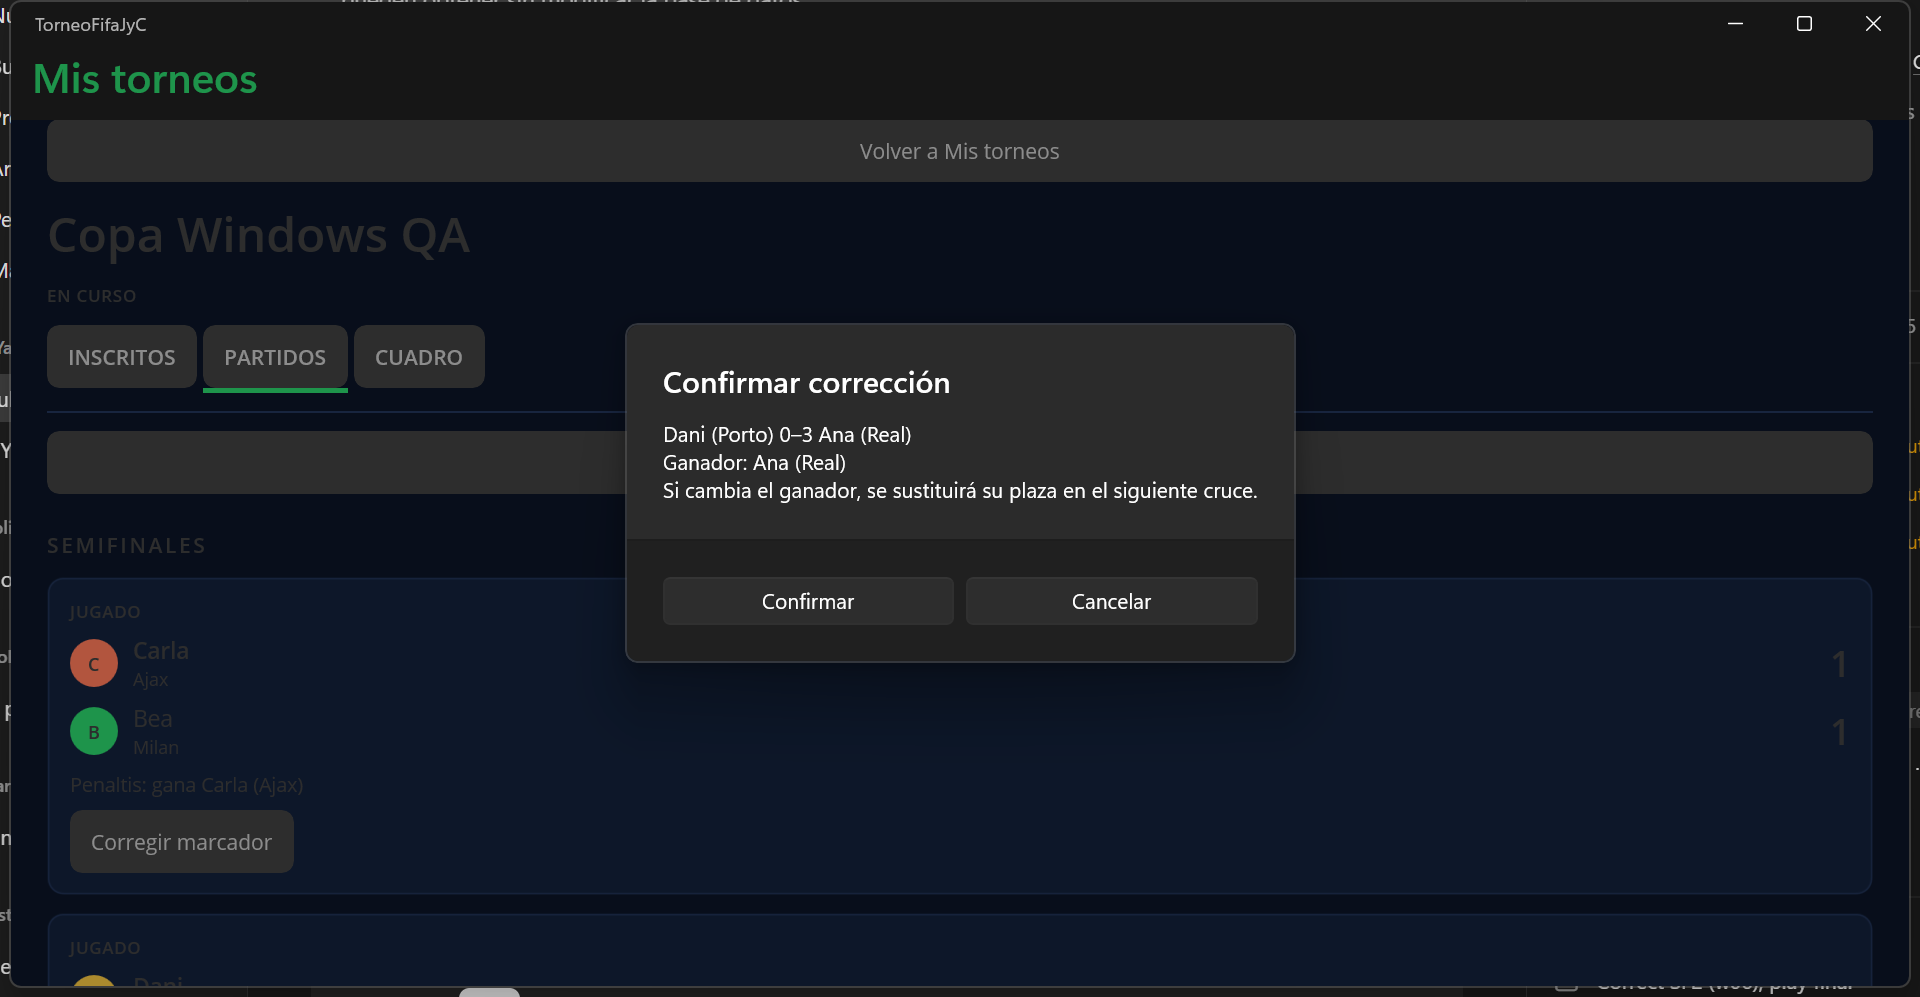 TorneoFifaJyC
Mis torneos
Volver a Mis torneos
Copa Windows QA
EN CURSO
INSCRITOS
PARTIDOS
CUADRO
Confirmar corrección
Dani (Porto) 0–3 Ana (Real)
Ganador: Ana (Real)
Si cambia el ganador, se sustituirá su plaza en el siguiente cruce.
Confirmar
Cancelar
SEMIFINALES
JUGADO
C
Carla
Ajax
1
B
Bea
Milan
1
Penaltis: gana Carla (Ajax)
Corregir marcador
JUGADO
Dani